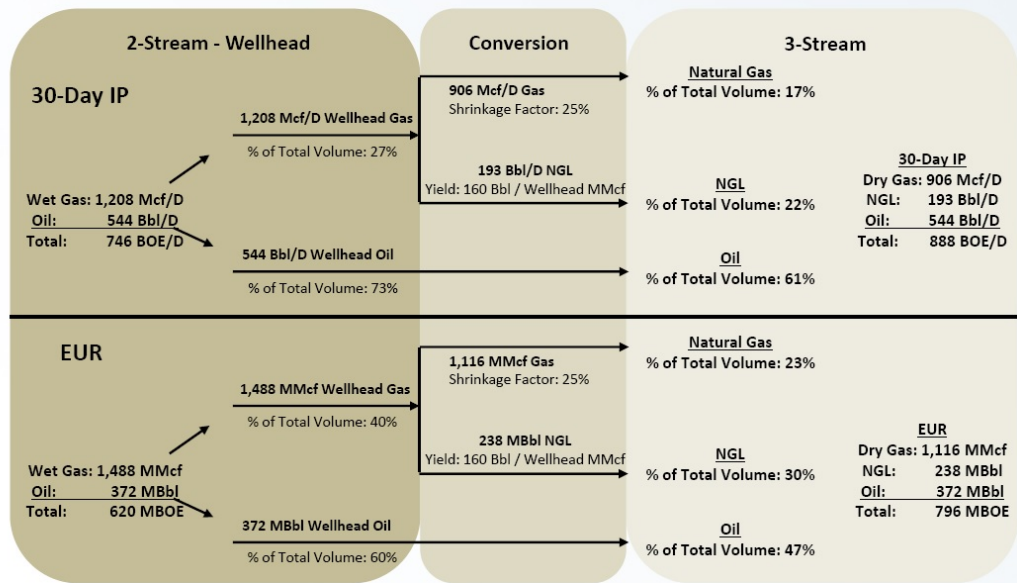 2-Stream - Wellhead
Conversion
3-Stream
30-Day IP
Wet Gas: 1,208 Mcf/D
Oil: 544 Bbl/D
Total: 746 BOE/D
1,208 Mcf/D Wellhead Gas
% of Total Volume: 27%
544 Bbl/D Wellhead Oil
% of Total Volume: 73%
906 Mcf/D Gas
Shrinkage Factor: 25%
193 Bbl/D NGL
Yield: 160 Bbl / Wellhead MMcf
Natural Gas
% of Total Volume: 17%
NGL
% of Total Volume: 22%
Oil
% of Total Volume: 61%
30-Day IP
Dry Gas: 906 Mcf/D
NGL: 193 Bbl/D
Oil: 544 Bbl/D
Total: 888 BOE/D
EUR
Wet Gas: 1,488 MMcf
Oil: 372 MBbl
Total: 620 MBOE
1,488 MMcf Wellhead Gas
% of Total Volume: 40%
372 MBbl Wellhead Oil
% of Total Volume: 60%
1,116 MMcf Gas
Shrinkage Factor: 25%
238 MBbl NGL
Yield: 160 Bbl / Wellhead MMcf
Natural Gas
% of Total Volume: 23%
NGL
% of Total Volume: 30%
Oil
% of Total Volume: 47%
EUR
Dry Gas: 1,116 MMcf
NGL: 238 MBbl
Oil: 372 MBbl
Total: 796 MBOE